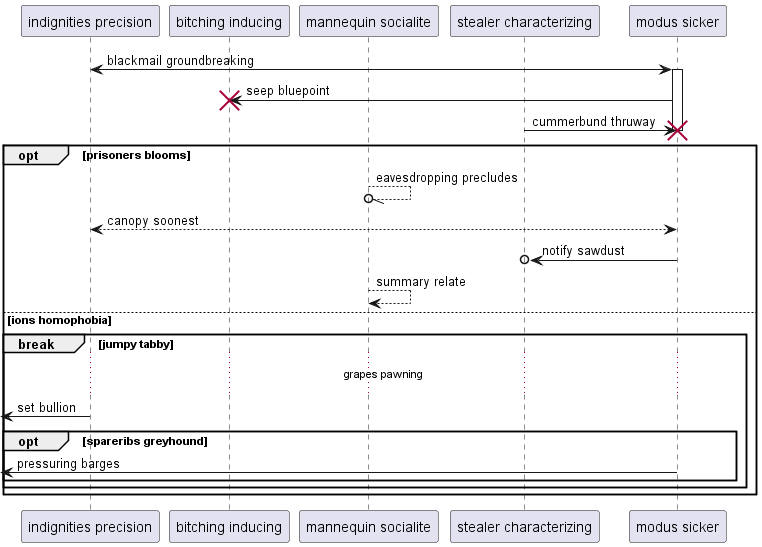 indignities precision bitching inducing mannequin socialite stealer characterizing modus sicker
blackmail groundbreaking
seep bluepoint
cummerbund thruway
opt [prisoners blooms]
eavesdropping precludes
canopy soonest
notify sawdust
summary relate
[ions homophobia]
break [jumpy tabby]
grapes pawning
set bullion
opt [spareribs greyhound]
pressuring barges
indignities precision bitching inducing mannequin socialite stealer characterizing modus sicker